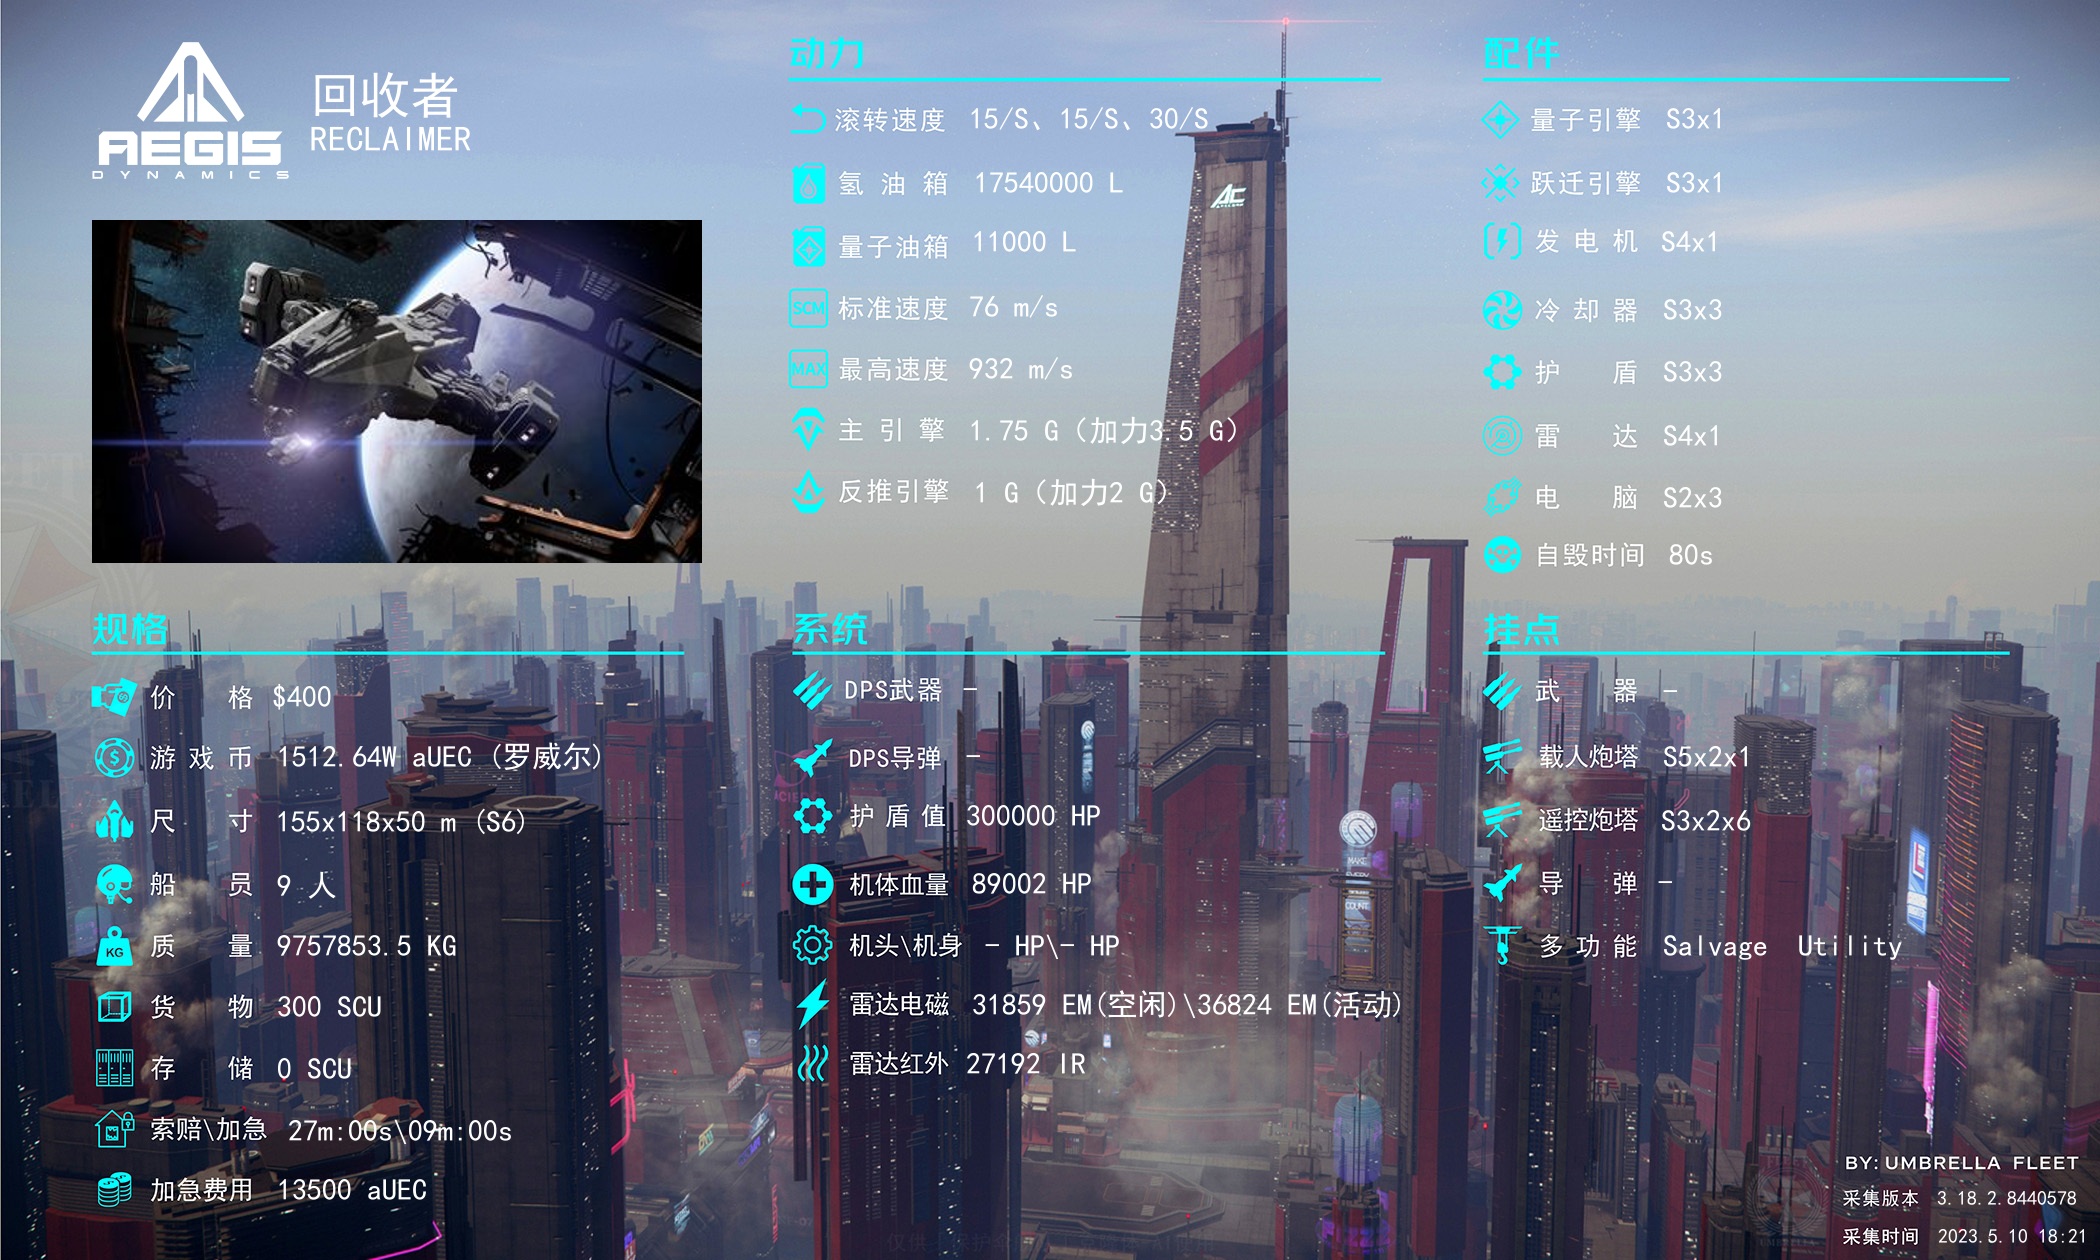 AEGIS
DYNAMICS
回收者
RECLAIMER
动力
滚转速度 15/S、15/S、30/S
氢油箱 17540000 L
量子油箱 11000 L
SCM 标准速度 76 m/s
MAX 最高速度 932 m/s
主引擎 1.75 G（加力3.5 G）
反推引擎 1 G（加力2 G）
配件
量子引擎 S3x1
跃迁引擎 S3x1
发电机 S4x1
冷却器 S3x3
护盾 S3x3
雷达 S4x1
电脑 S2x3
自毁时间 80s
规格
价格 $400
游戏币 1512.64W aUEC (罗威尔)
尺寸 155x118x50 m (S6)
船员 9 人
KG 质量 9757853.5 KG
货物 300 SCU
存储 0 SCU
索赔\加急 27m:00s\09m:00s
加急费用 13500 aUEC
系统
DPS武器 -
DPS导弹 -
护盾值 300000 HP
机体血量 89002 HP
机头\机身 - HP\- HP
雷达电磁 31859 EM(空闲)\36824 EM(活动)
雷达红外 27192 IR
挂点
武器 -
载人炮塔 S5x2x1
遥控炮塔 S3x2x6
导弹 -
多功能 Salvage Utility
AC
MAKE
EVERY
COUNT
BY: UMBRELLA FLEET
采集版本 3.18.2.8440578
采集时间 2023.5.10 18:21